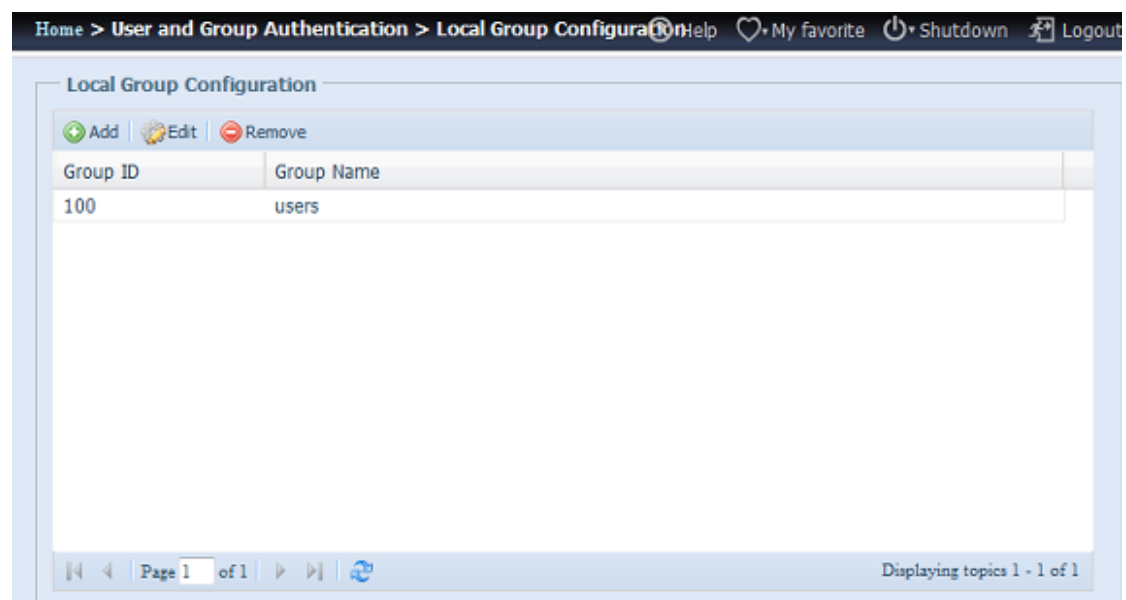 Home > User and Group Authentication > Local Group Configuration Help My favorite Shutdown Logout
Local Group Configuration
Add Edit Remove
Group ID Group Name
100 users
Page 1 of 1 Displaying topics 1 - 1 of 1